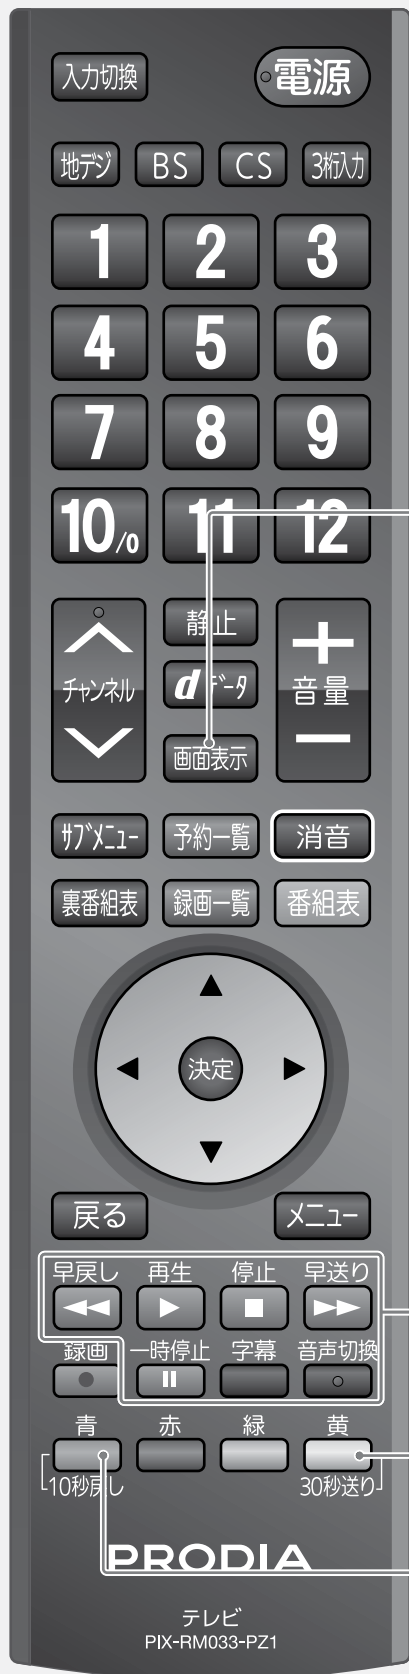 入力切換 電源
地デジ BS CS 3桁入力
1 2 3
4 5 6
7 8 9
10/0 11 12
静止
チャンネル dデータ 音量
画面表示
サブメニュー 予約一覧 消音
裏番組表 録画一覧 番組表
決定
戻る メニュー
早戻し 再生 停止 早送り
録画 一時停止 字幕 音声切換
青 赤 緑 黄
10秒戻し 30秒送り
PRODIA
テレビ
PIX-RM033-PZ1